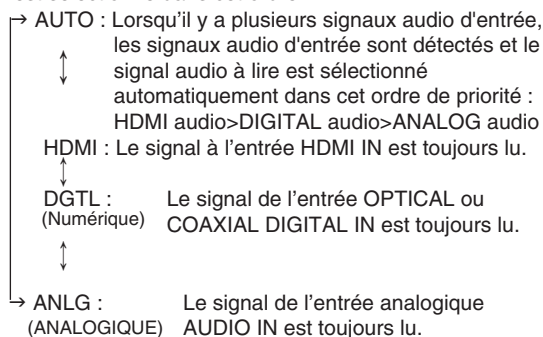 → AUTO : Lorsqu'il y a plusieurs signaux audio d'entrée,
les signaux audio d'entrée sont détectés et le
signal audio à lire est sélectionné
automatiquement dans cet ordre de priorité :
HDMI audio>DIGITAL audio>ANALOG audio
HDMI : Le signal à l'entrée HDMI IN est toujours lu.
DGTL : Le signal de l'entrée OPTICAL ou
(Numérique) COAXIAL DIGITAL IN est toujours lu.
→ ANLG : Le signal de l'entrée analogique
(ANALOGIQUE) AUDIO IN est toujours lu.